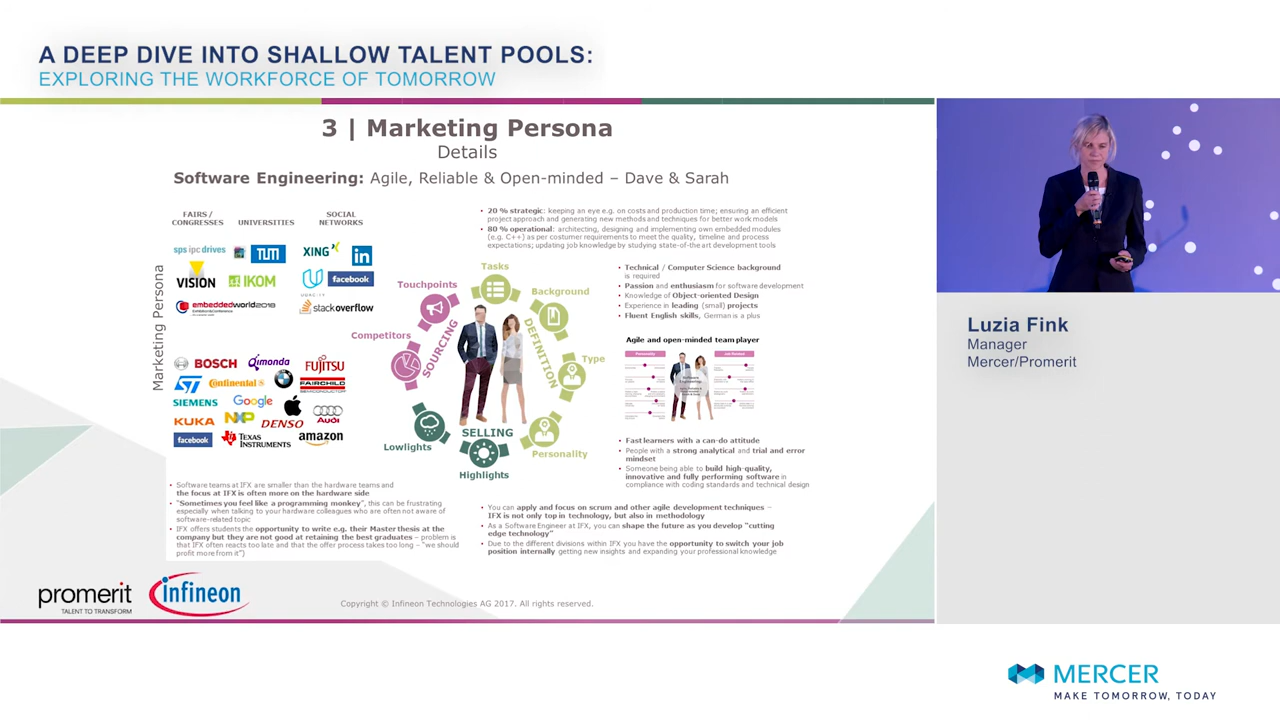 A DEEP DIVE INTO SHALLOW TALENT POOLS:
EXPLORING THE WORKFORCE OF TOMORROW
3 | Marketing Persona
Details
Software Engineering: Agile, Reliable & Open-minded – Dave & Sarah
Marketing Persona
FAIRS /
CONGRESSES
UNIVERSITIES
SOCIAL
NETWORKS
sps ipc drives
TUM
XING
in
VISION
IKOM
U
UDACITY
facebook
embeddedworld2018
stackoverflow
BOSCH
Qimonda
FUJITSU
ST
Continental
FAIRCHILD
SEMICONDUCTOR
SIEMENS
Google
Audi
KUKA
NXP
DENSO
facebook
TEXAS
INSTRUMENTS
amazon
• 20 % strategic: keeping an eye e.g. on costs and production time; ensuring an efficient
project approach and generating new methods and techniques for better work models
• 80 % operational: architecting, designing and implementing own embedded modules
(e.g. C++) as per costumer requirements to meet the quality, timeline and process
expectations; updating job knowledge by studying state-of-the art development tools
Tasks
Touchpoints
Background
Competitors
SOURCING
DEFINITION
Type
Lowlights
SELLING
Personality
Highlights
• Technical / Computer Science background
is required
• Passion and enthusiasm for software development
• Knowledge of Object-oriented Design
• Experience in leading (small) projects
• Fluent English skills, German is a plus
Agile and open-minded team player
Personality
• Fast learners with a can-do attitude
• People with a strong analytical and trial and error
mindset
• Someone being able to build high-quality,
innovative and fully performing software in
compliance with coding standards and technical design
• Software teams at IFX are smaller than the hardware teams and
the focus at IFX is often more on the hardware side
• "Sometimes you feel like a programming monkey", this can be frustrating
especially when talking to your hardware colleagues who are often not aware of
software-related topic
• IFX offers students the opportunity to write e.g. their Master thesis at the
company but they are not good at retaining the best graduates – problem is
that IFX often reacts too late and that the offer process takes too long – "we should
profit more from it")
• You can apply and focus on scrum and other agile development techniques –
IFX is not only top in technology, but also in methodology
• As a Software Engineer at IFX, you can shape the future as you develop "cutting
edge technology"
• Due to the different divisions within IFX you have the opportunity to switch your job
position internally getting new insights and expanding your professional knowledge
promerit
TALENT TO TRANSFORM
infineon
Copyright © Infineon Technologies AG 2017. All rights reserved.
Luzia Fink
Manager
Mercer/Promerit
MERCER
MAKE TOMORROW, TODAY